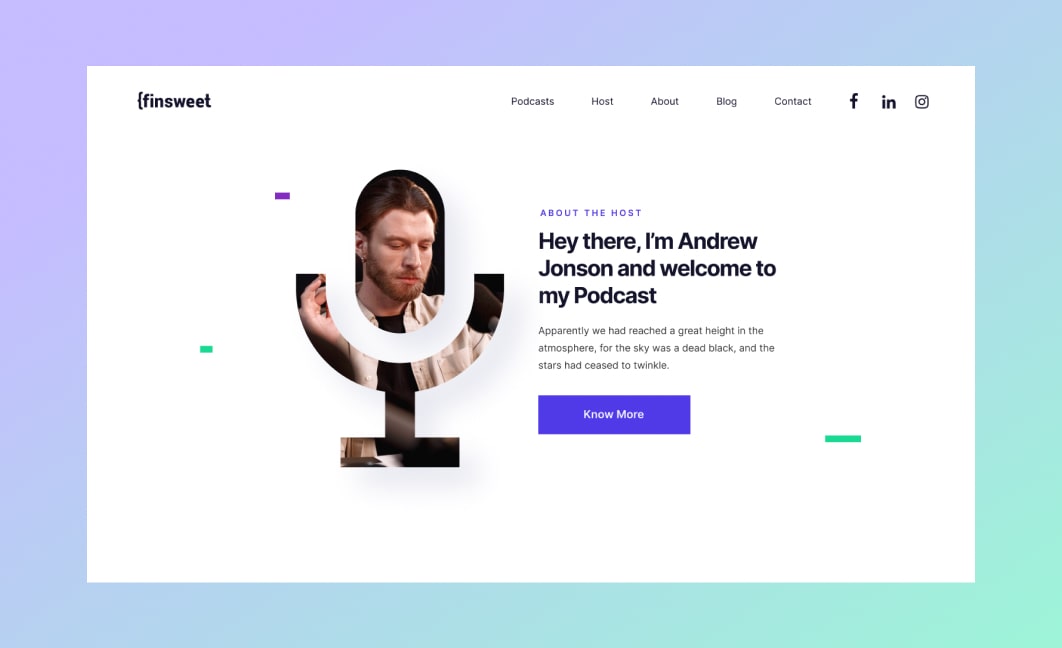 {finsweet
Podcasts Host About Blog Contact
ABOUT THE HOST
Hey there, I’m Andrew
Jonson and welcome to
my Podcast
Apparently we had reached a great height in the
atmosphere, for the sky was a dead black, and the
stars had ceased to twinkle.
Know More